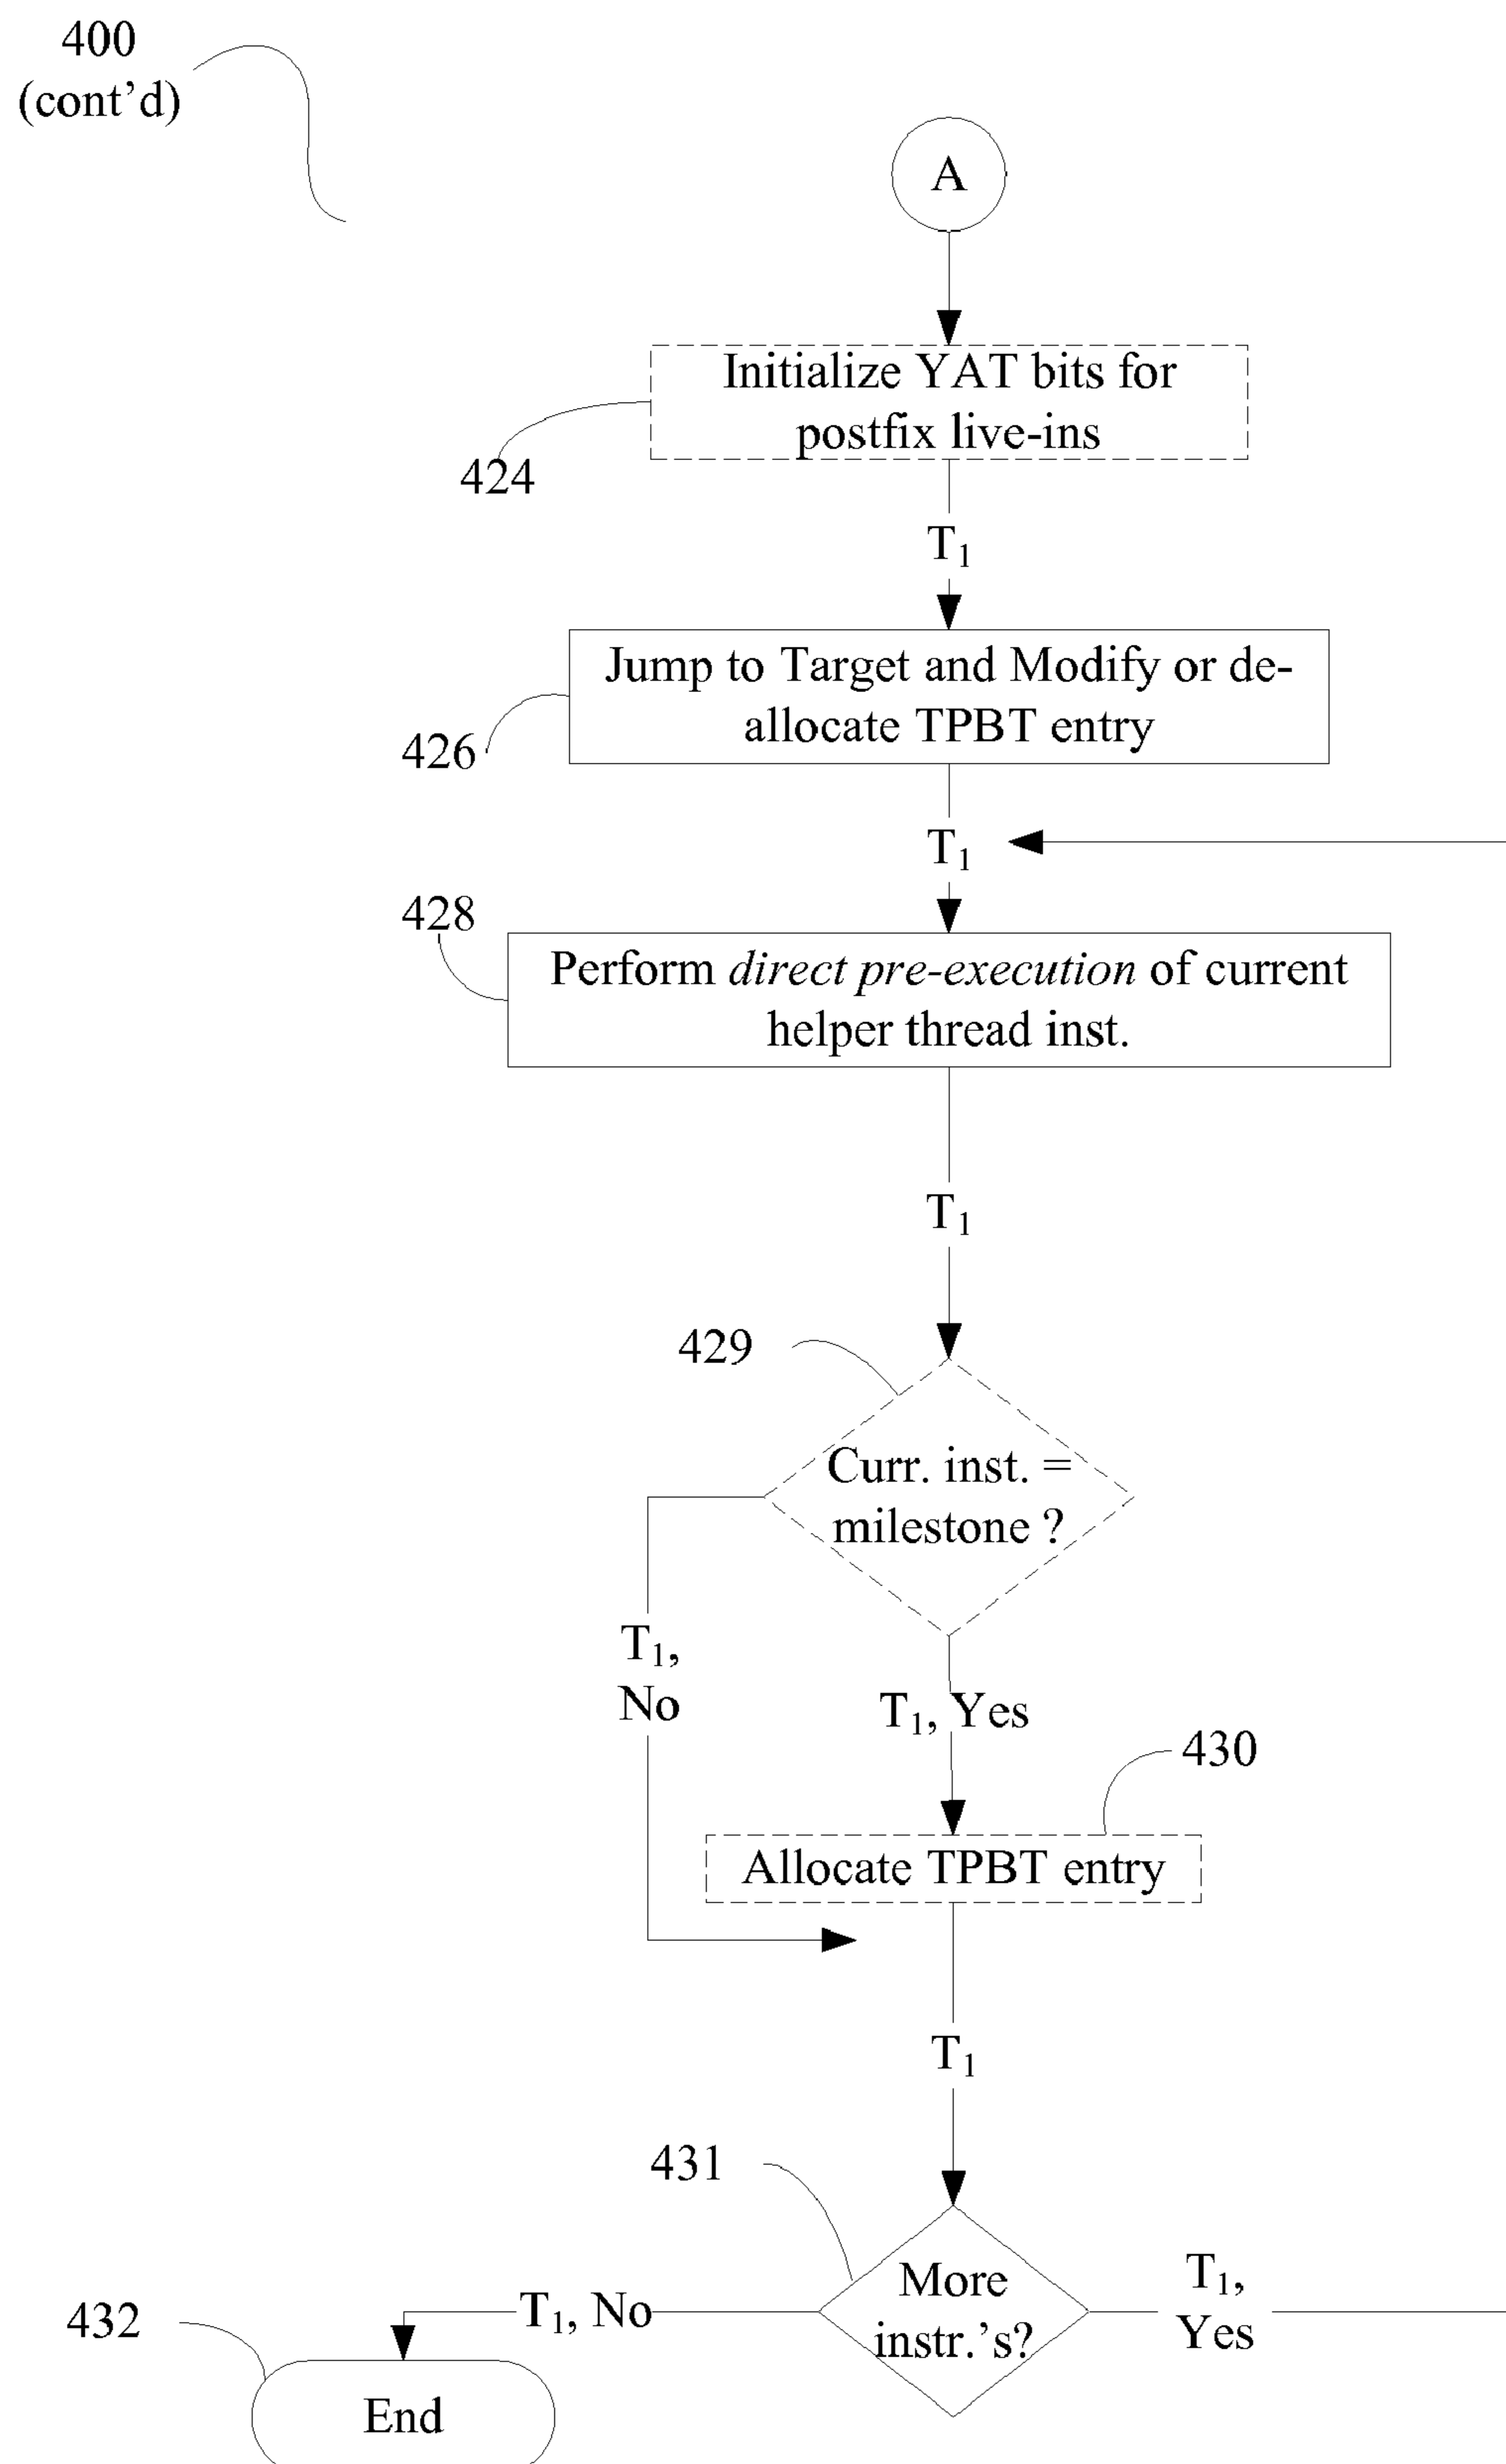 400
(cont’d)
A
Initialize YAT bits for
postfix live-ins
424
T₁
Jump to Target and Modify or de-
allocate TPBT entry
426
T₁
428
Perform direct pre-execution of current
helper thread inst.
T₁
429
Curr. inst. =
milestone ?
T₁,
No
T₁, Yes
430
Allocate TPBT entry
T₁
431
More
instr.’s?
T₁,
Yes
T₁, No
432
End